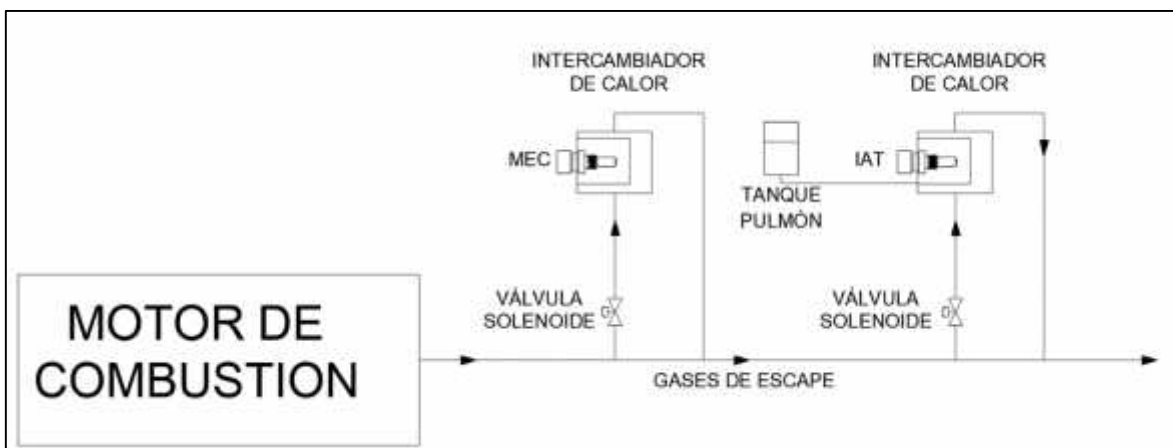 INTERCAMBIADOR
DE CALOR
INTERCAMBIADOR
DE CALOR
MEC
IAT
TANQUE
PULMÒN
VÁLVULA
SOLENOIDE
VÁLVULA
SOLENOIDE
MOTOR DE
COMBUSTION
GASES DE ESCAPE